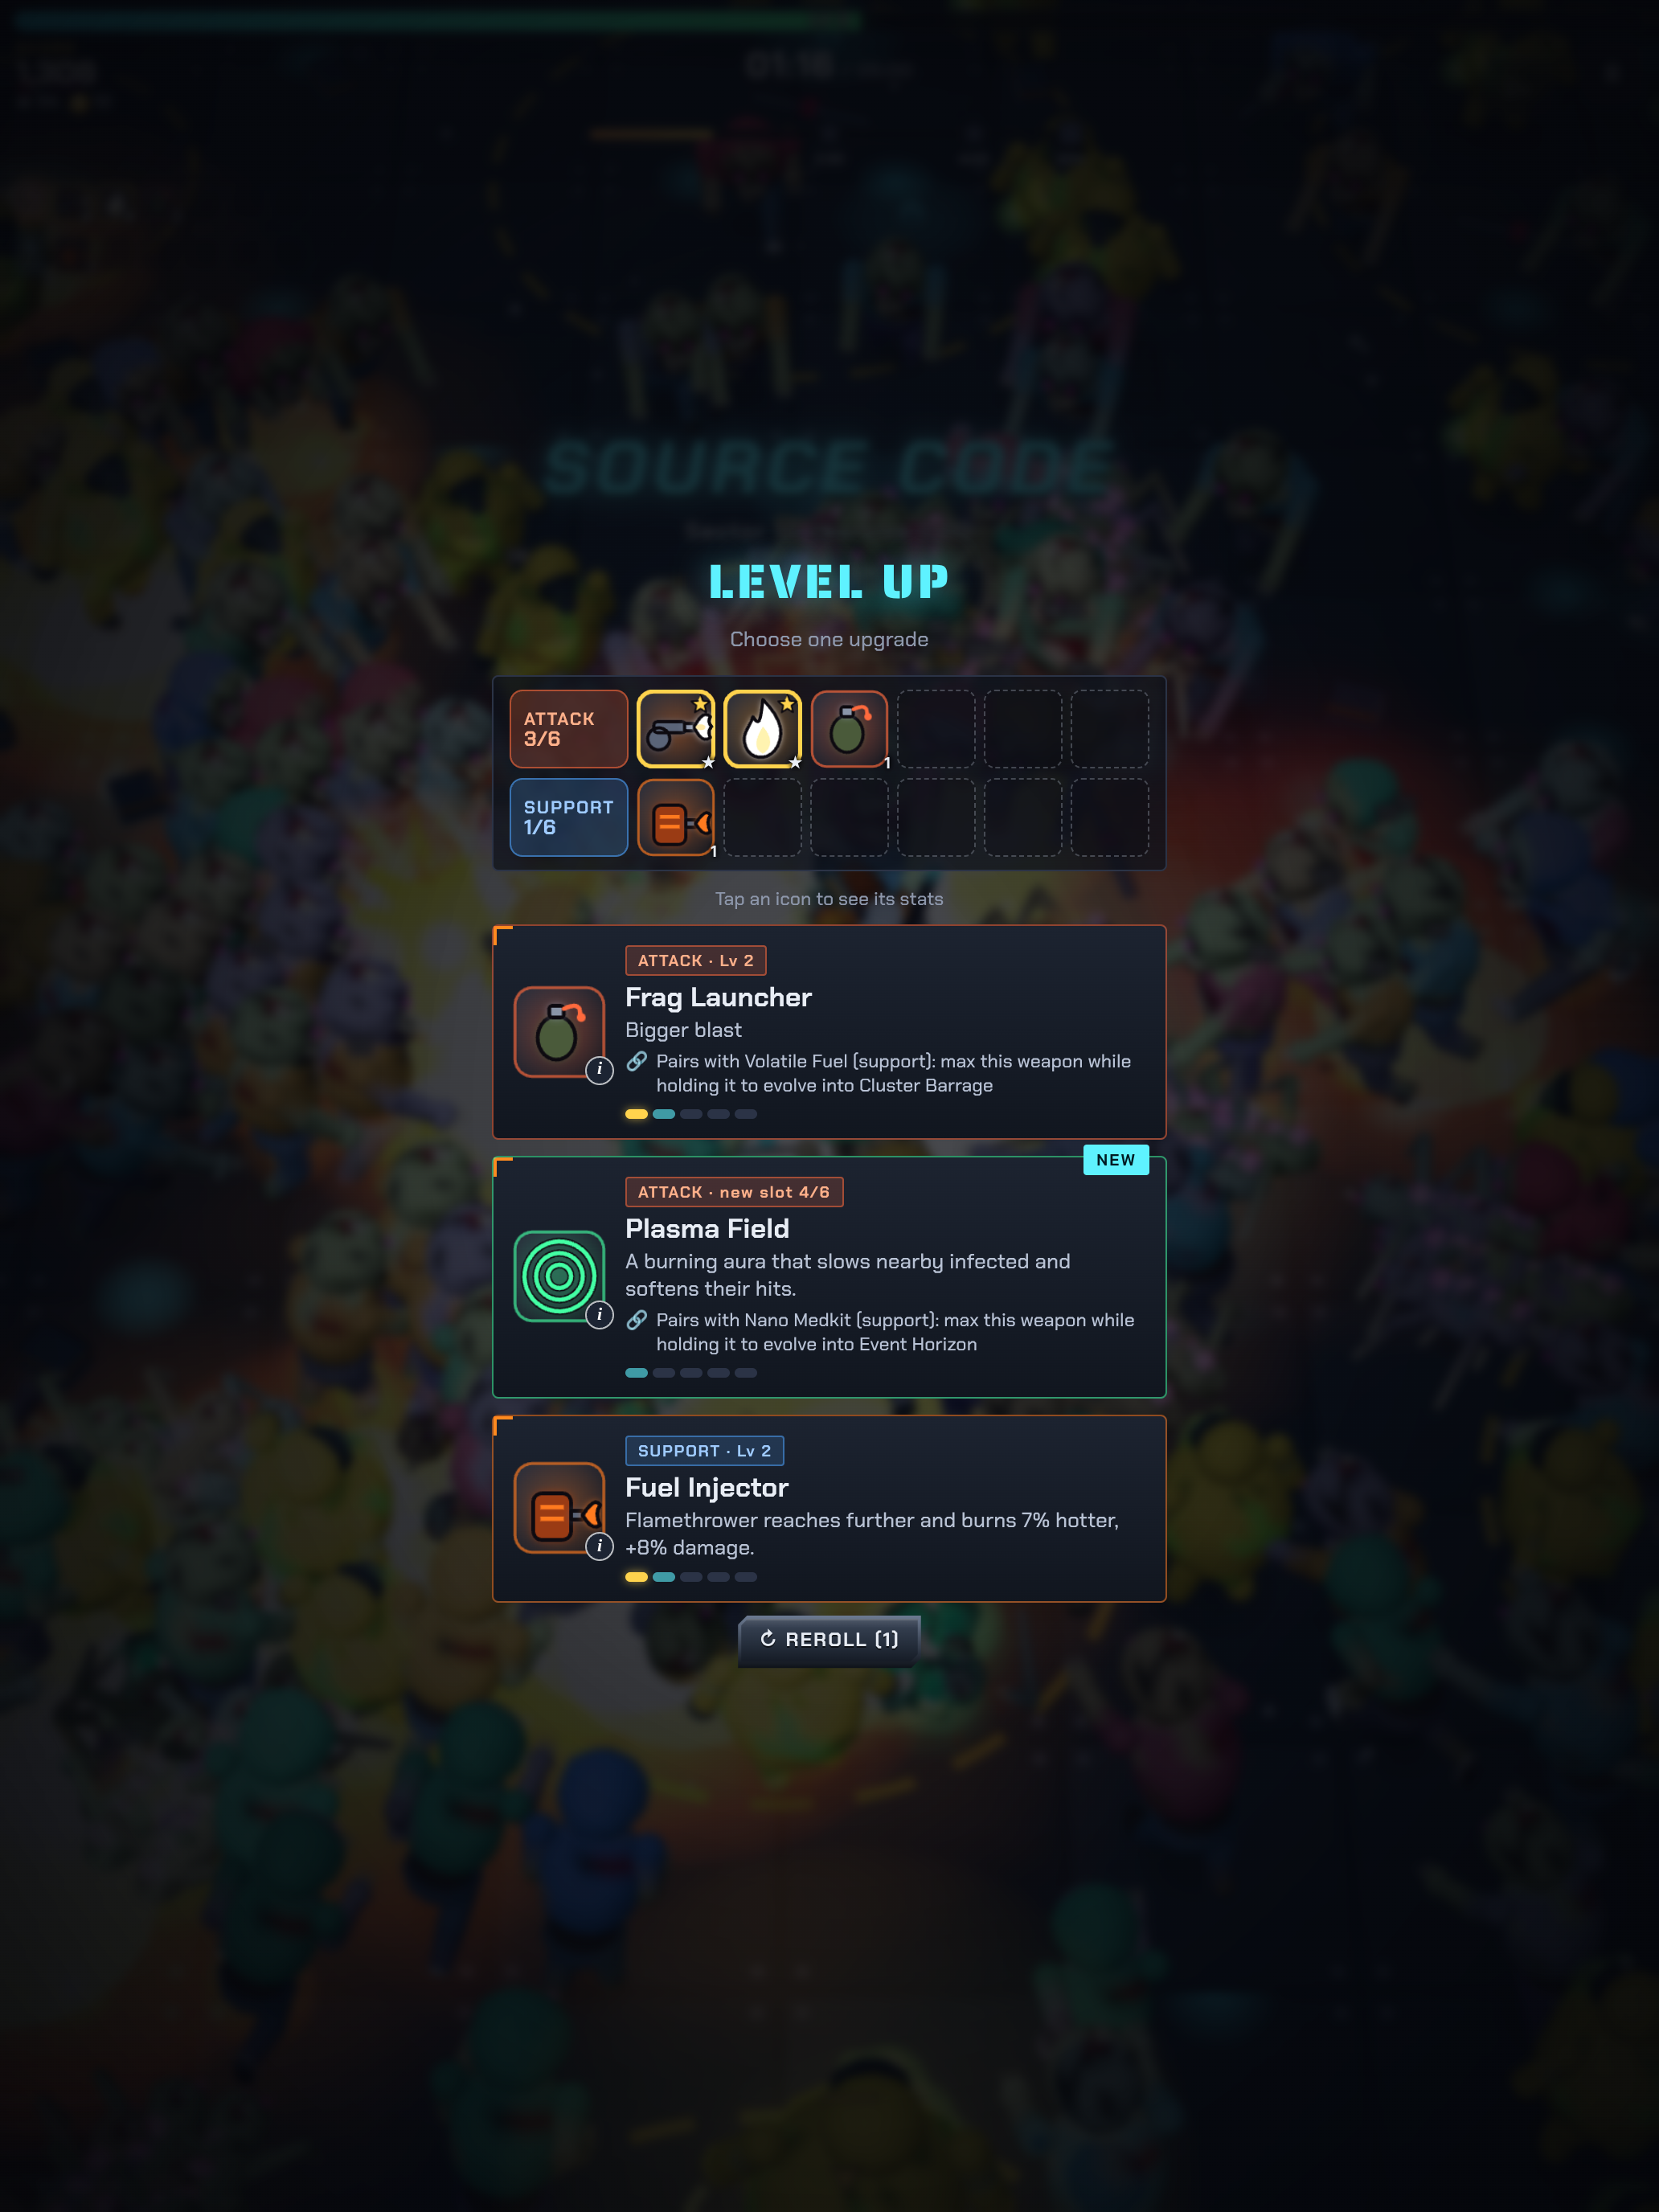 01:16
SOURCE CODE
LEVEL UP
Choose one upgrade
ATTACK
3/6
1
SUPPORT
1/6
1
Tap an icon to see its stats
ATTACK · Lv 2
Frag Launcher
Bigger blast
Pairs with Volatile Fuel (support): max this weapon while
holding it to evolve into Cluster Barrage
NEW
ATTACK · new slot 4/6
Plasma Field
A burning aura that slows nearby infected and
softens their hits.
Pairs with Nano Medkit (support): max this weapon while
holding it to evolve into Event Horizon
SUPPORT · Lv 2
Fuel Injector
Flamethrower reaches further and burns 7% hotter,
+8% damage.
REROLL (1)